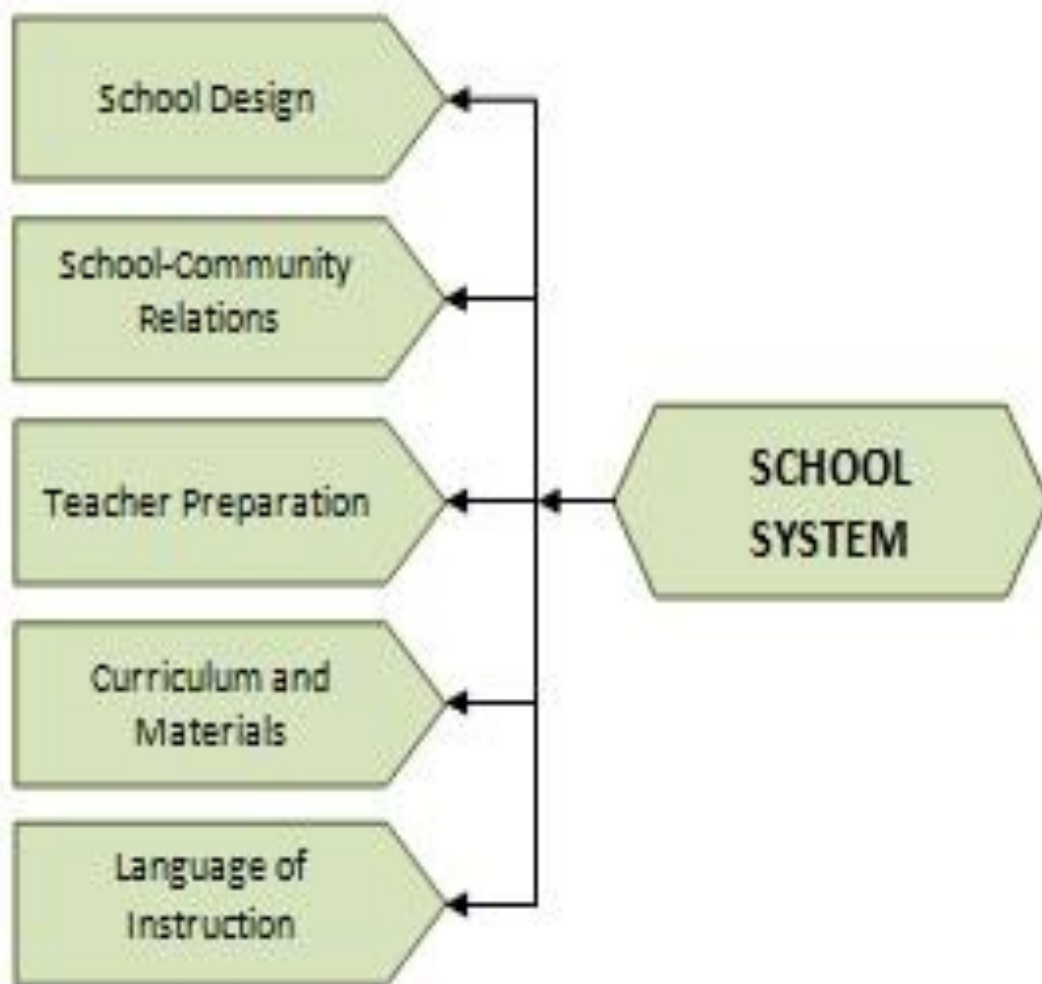 School Design
School-Community
Relations
Teacher Preparation
Curriculum and
Materials
Language of
Instruction
SCHOOL
SYSTEM